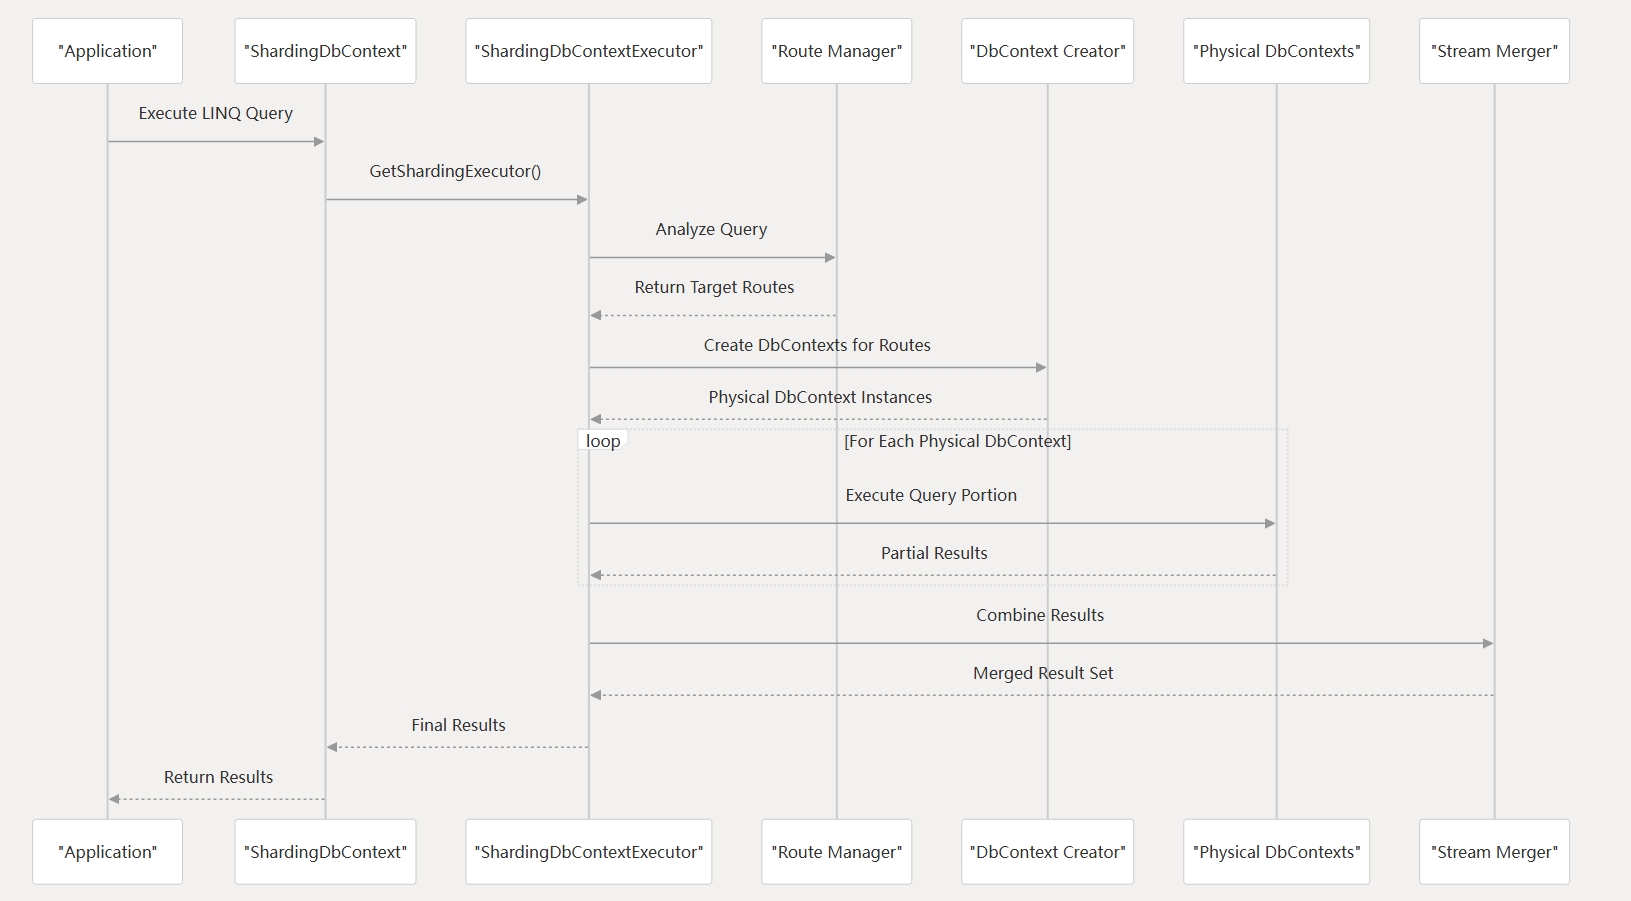 "Application"
"ShardingDbContext"
"ShardingDbContextExecutor"
"Route Manager"
"DbContext Creator"
"Physical DbContexts"
"Stream Merger"
Execute LINQ Query
GetShardingExecutor()
Analyze Query
Return Target Routes
Create DbContexts for Routes
Physical DbContext Instances
loop
[For Each Physical DbContext]
Execute Query Portion
Partial Results
Combine Results
Merged Result Set
Final Results
Return Results
"Application"
"ShardingDbContext"
"ShardingDbContextExecutor"
"Route Manager"
"DbContext Creator"
"Physical DbContexts"
"Stream Merger"